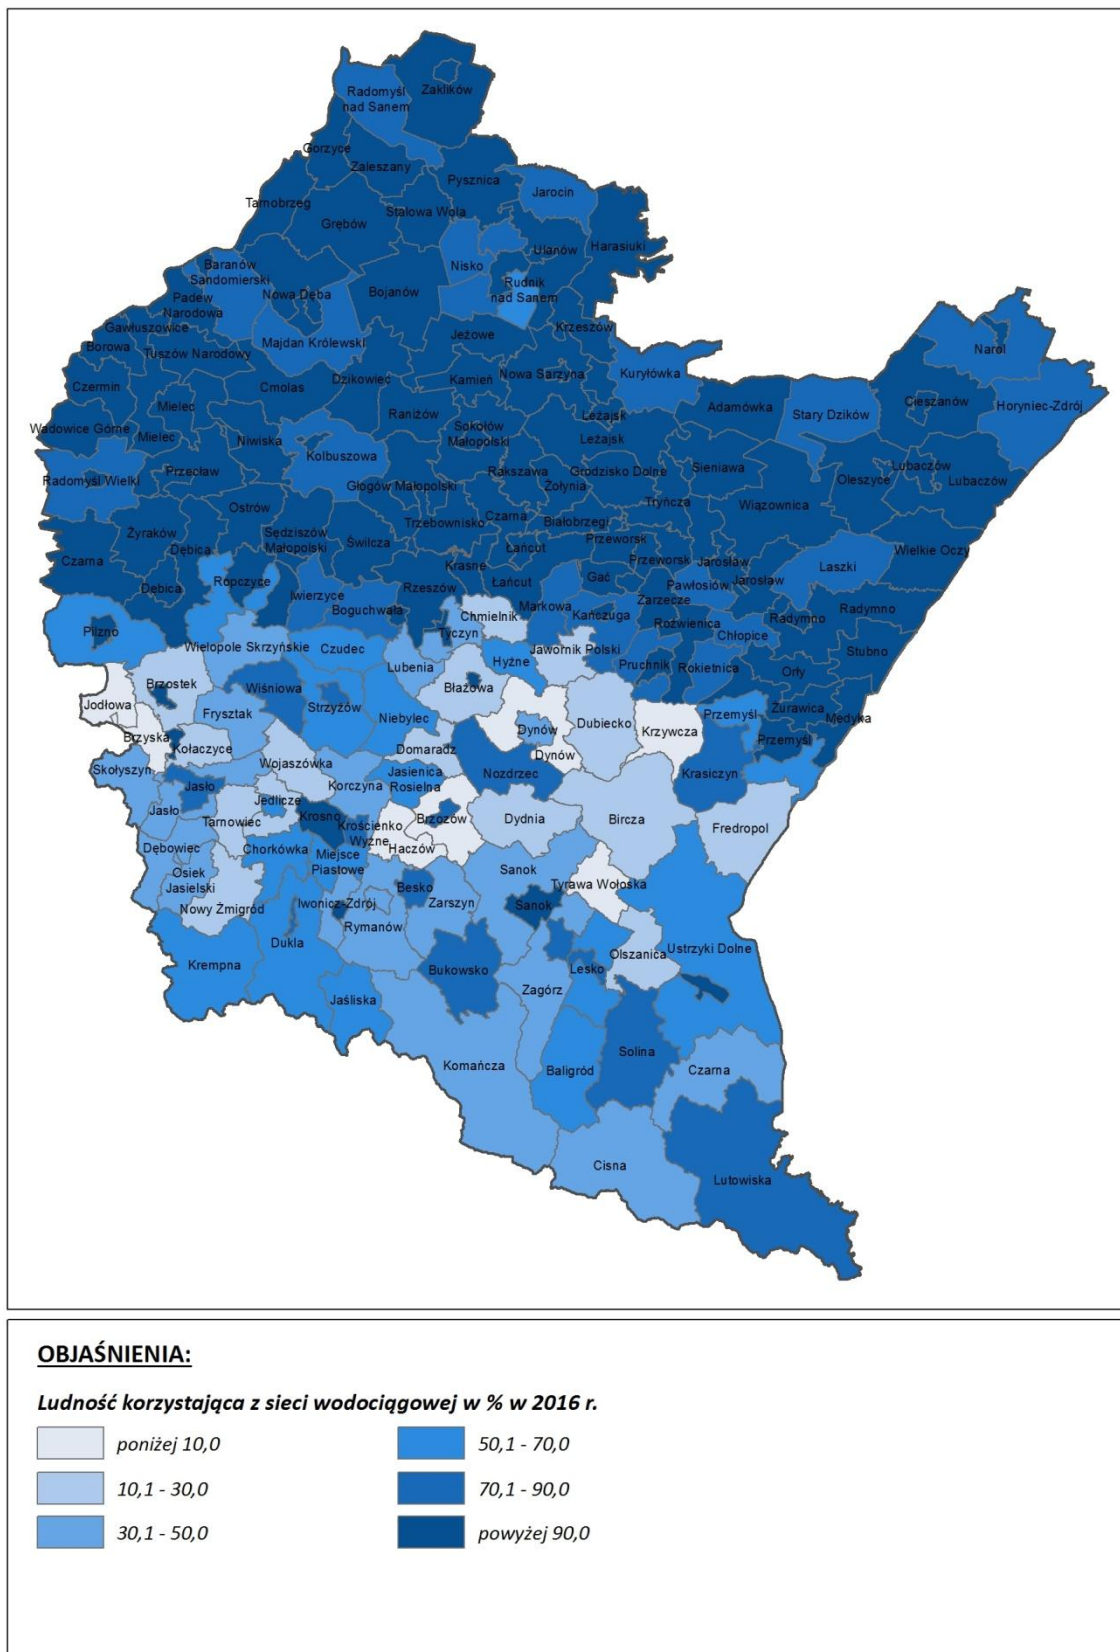 Radomyśl
nad Sanem
Zaklików
Gorzyce
Zaleszany
Pysznica
Jarocin
Tarnobrzeg
Stalowa Wola
Grębów
Ulanów
Harasiuki
Nisko
Baranów
Sandomierski
Nowa Dęba
Bojanów
Rudnik
nad Sanem
Padew
Narodowa
Gawłuszowice
Krzeszów
Borowa
Tuszów Narodowy
Majdan Królewski
Jeżowe
Narol
Czermin
Cmolas
Dzikowiec
Kamień
Nowa Sarzyna
Kuryłówka
Mielec
Raniżów
Leżajsk
Adamówka
Stary Dzików
Cieszanów
Horyniec-Zdrój
Wadowice Górne
Mielec
Niwiska
Sokołów
Małopolski
Leżajsk
Kolbuszowa
Radomyśl Wielki
Przecław
Głogów Małopolski
Rakszawa
Grodzisko Dolne
Żołynia
Sieniawa
Oleszyce
Lubaczów
Lubaczów
Ostrów
Tryńcza
Wiązownica
Żyraków
Dębica
Sędziszów
Małopolski
Świlcza
Trzebownisko
Czarna
Białobrzegi
Przeworsk
Wielkie Oczy
Czarna
Łańcut
Krasne
Przeworsk
Jarosław
Laszki
Dębica
Ropczyce
Iwierzyce
Rzeszów
Łańcut
Gać
Pawłosiów
Jarosław
Boguchwała
Markowa
Kańczuga
Zarzecze
Roźwienica
Radymno
Radymno
Chmielnik
Pilzno
Tyczyn
Chłopice
Wielopole Skrzyńskie
Czudec
Lubenia
Hyżne
Jawornik Polski
Pruchnik
Rokietnica
Orły
Stubno
Brzostek
Wiśniowa
Błażowa
Jodłowa
Frysztak
Strzyżów
Niebylec
Dynów
Dubiecko
Krzywcza
Przemyśl
Żurawica
Medyka
Brzyska
Kołaczyce
Domaradz
Dynów
Przemyśl
Skołyszyn
Wojaszówka
Jasienica
Rosielna
Nozdrzec
Krasiczyn
Jasło
Korczyna
Jasło
Jedlicze
Krosno
Krościenko
Wyżne
Brzozów
Dydnia
Bircza
Fredropol
Tarnowiec
Dębowiec
Chorkówka
Miejsce
Piastowe
Haczów
Osiek
Jasielski
Sanok
Tyrawa Wołoska
Nowy Żmigród
Iwonicz-Zdrój
Besko
Zarszyn
Sanok
Rymanów
Dukla
Olszanica
Ustrzyki Dolne
Krempna
Bukowsko
Lesko
Jaśliska
Zagórz
Solina
Komańcza
Baligród
Czarna
Cisna
Lutowiska
OBJAŚNIENIA:
Ludność korzystająca z sieci wodociągowej w % w 2016 r.
poniżej 10,0
50,1 - 70,0
10,1 - 30,0
70,1 - 90,0
30,1 - 50,0
powyżej 90,0